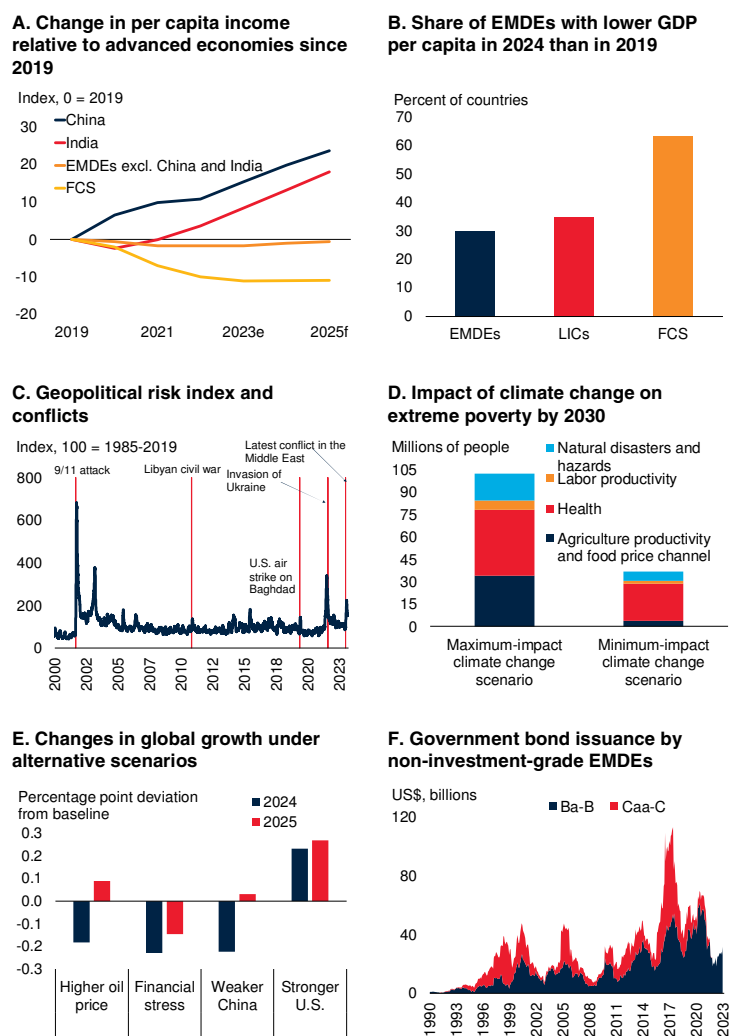 A. Change in per capita income
relative to advanced economies since
2019
Index, 0 = 2019
30
20
10
0
-10
-20
China
India
EMDEs excl. China and India
FCS
2019
2021
2023e
2025f
B. Share of EMDEs with lower GDP
per capita in 2024 than in 2019
Percent of countries
70
60
50
40
30
20
10
0
EMDEs
LICs
FCS
C. Geopolitical risk index and
conflicts
Index, 100 = 1985-2019
800
600
400
200
0
9/11 attack
Libyan civil war
Latest conflict in the
Middle East
Invasion of
Ukraine
U.S. air
strike on
Baghdad
2000
2002
2005
2007
2010
2012
2015
2017
2020
2023
D. Impact of climate change on
extreme poverty by 2030
Millions of people
105
90
75
60
45
30
15
0
Natural disasters and
hazards
Labor productivity
Health
Agriculture productivity
and food price channel
Maximum-impact
climate change
scenario
Minimum-impact
climate change
scenario
E. Changes in global growth under
alternative scenarios
Percentage point deviation
from baseline
2024
2025
0.3
0.2
0.1
0.0
-0.1
-0.2
-0.3
Higher oil
price
Financial
stress
Weaker
China
Stronger
U.S.
F. Government bond issuance by
non-investment-grade EMDEs
US$, billions
Ba-B
Caa-C
120
80
40
0
1990
1993
1996
1999
2002
2005
2008
2011
2014
2017
2020
2023